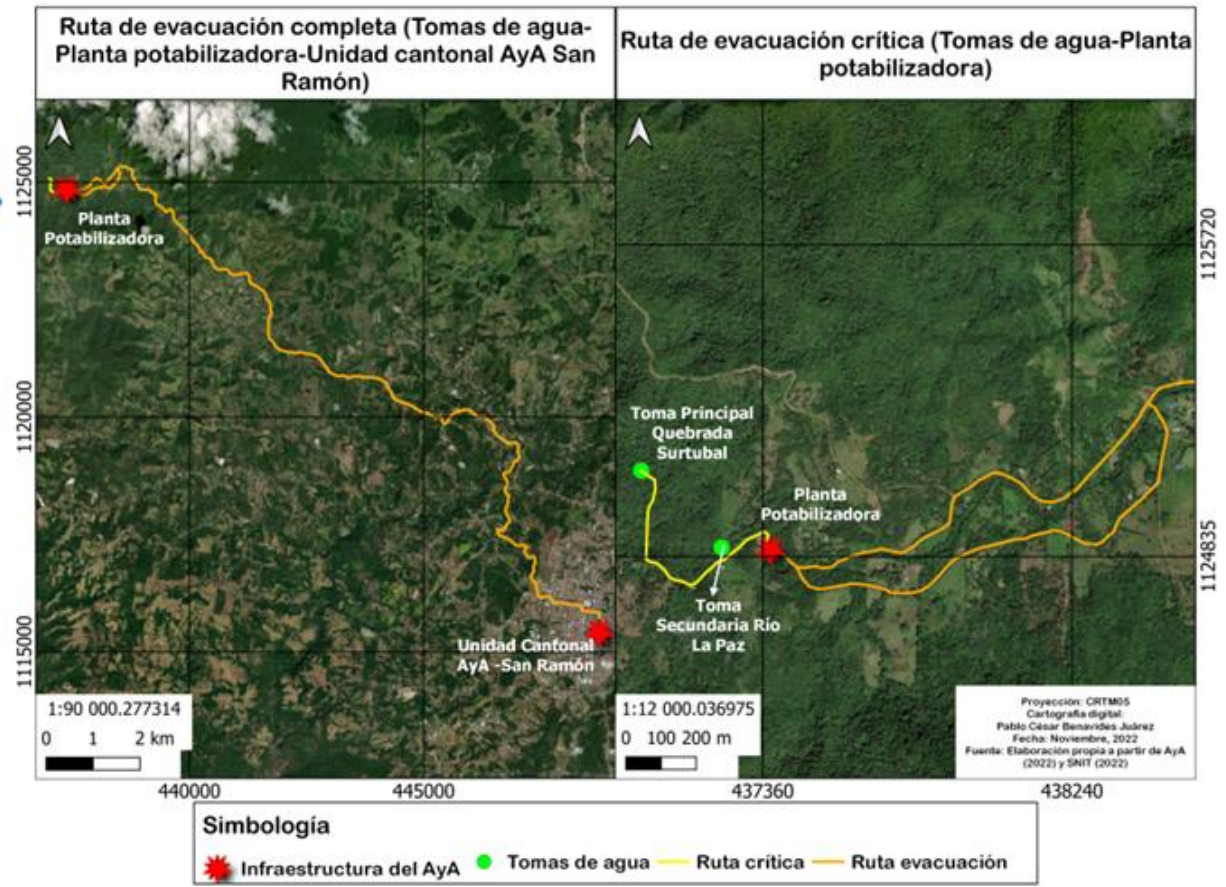 Ruta de evacuación completa (Tomas de agua-
Planta potabilizadora-Unidad cantonal AyA San
Ramón)
Ruta de evacuación crítica (Tomas de agua-Planta
potabilizadora)
1125000
1120000
1115000
Planta
Potabilizadora
Unidad Cantonal
AyA -San Ramón
1:90 000.277314
0 1 2 km
440000
445000
Toma Principal
Quebrada
Surtubal
Planta
Potabilizadora
Toma
Secundaria Rio
La Paz
1125720
1124835
1:12 000.036975
0 100 200 m
Proyección: CRTM05
Cartografia digital:
Pablo César Benavides Juárez
Fecha: Noviembre, 2022
Fuente: Elaboración propia a partir de AyA
(2022) y SNIT (2022)
437360
438240
Simbología
Infraestructura del AyA
Tomas de agua
Ruta crítica
Ruta evacuación